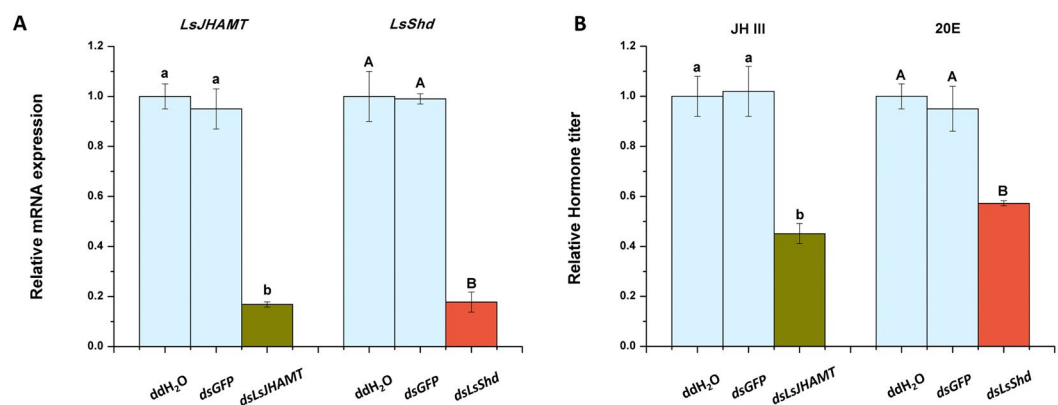 A
LsJHAMT LsShd
Relative mRNA expression
1.2
1.0
0.8
0.6
0.4
0.2
0.0
a a b A A B
ddH₂O dsGFP dsLsJHAMT ddH₂O dsGFP dsLsShd
B
JH III 20E
Relative Hormone titer
1.2
1.0
0.8
0.6
0.4
0.2
0.0
a a b A A B
ddH₂O dsGFP dsLsJHAMT ddH₂O dsGFP dsLsShd